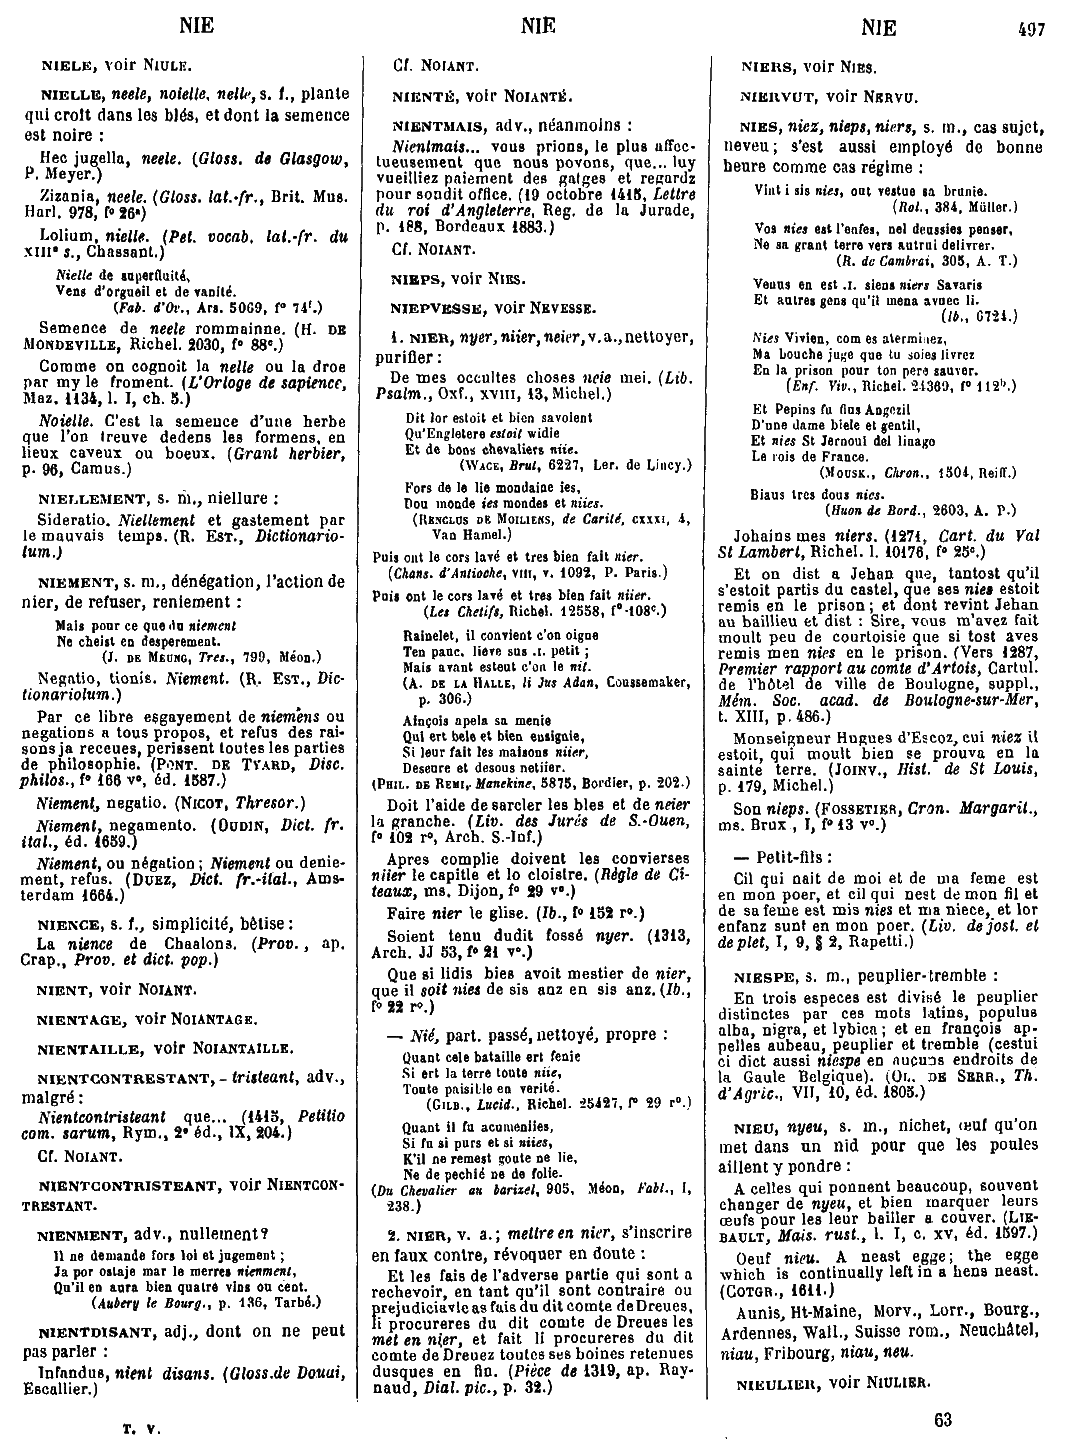 NIE
NIE
NIE
497
NIELE, voir NIULE.
NIELLE, neele, noielle, nelle, s. f., plante
qui croît dans les blés, et dont la semence
est noire :
Hec jugella, neele. (Gloss. de Glasgow,
P. Meyer.)
Zizania, neele. (Gloss. lat.-fr., Brit. Mus.
Harl. 978, fº 26ª)
Lolium, nielle. (Pet. vocab. lat.-fr. du
XIIIᵉ s., Chassant.)
Nielle de superfluité,
Vens d'orgueil et de vanité.
(Fab. d'Ov., Ars. 5069, fº 74ᶠ.)
Semence de neele rommainne. (H. DE
MONDEVILLE, Richel. 2030, fº 88ᶜ.)
Comme on cognoit la nelle ou la droe
par my le froment. (L'Orloge de sapience,
Maz. 1134, l. I, ch. 5.)
Noielle. C'est la semence d'une herbe
que l'on treuve dedens les formens, en
lieux caveux ou boeux. (Grant herbier,
p. 96, Camus.)
NIELLEMENT, s. m., niellure :
Sideratio. Niellement et gastement par
le mauvais temps. (R. EST., Dictionario-
lum.)
NIEMENT, s. m., dénégation, l'action de
nier, de refuser, reniement :
Mais pour ce que du niement
Ne cheist en desperement.
(J. DE MEUNG, Tres., 799, Méon.)
Negatio, tionis. Niement. (R. EST., Dic-
tionariolum.)
Par ce libre esgayement de niemens ou
negations a tous propos, et refus des rai-
sons ja receues, perissent toutes les parties
de philosophie. (PONT. DE TYARD, Disc.
philos., fº 166 vº, éd. 1587.)
Niement, negatio. (NICOT, Thresor.)
Niement, negamento. (OUDIN, Dict. fr.
ital., éd. 1659.)
Niement, ou négation ; Niement ou denie-
ment, refus. (DUEZ, Dict. fr.-ital., Ams-
terdam 1664.)
NIENCE, s. f., simplicité, bêtise :
La nience de Chaalons. (Prov., ap.
Crap., Prov. et dict. pop.)
NIENT, voir NOIANT.
NIENTAGE, voir NOIANTAGE.
NIENTAILLE, voir NOIANTAILLE.
NIENTCONTRESTANT, - tristeant, adv.,
malgré :
Nientcontristeant que... (1415, Petitio
com. sarum, Rym., 2ᵉ éd., IX, 204.)
Cf. NOIANT.
NIENTCONTRISTEANT, voir NIENTCON-
TRESTANT.
NIENMENT, adv., nullement?
Il ne demande fors loi et jugement ;
Ja por ostaje mar le merres nienment,
Qu'il en aura bien quatre vins ou cent.
(Aubery le Bourg., p. 136, Tarbé.)
NIENTDISANT, adj., dont on ne peut
pas parler :
Infandus, nient disans. (Gloss. de Douai,
Escallier.)
T. V.
Cf. NOIANT.
NIENTÉ, voir NOIANTÉ.
NIENTMAIS, adv., néanmoins :
Nientmais... vous prions, le plus affec-
tueusement que nous povons, que... luy
vueilliez paiement des gatges et regardz
pour sondit office. (19 octobre 1415, Lettre
du roi d'Angleterre, Reg. de la Jurade,
p. 188, Bordeaux 1883.)
Cf. NOIANT.
NIEPS, voir NIES.
NIEPVESSE, voir NEVESSE.
1. NIER, nyer, niier, neier, v. a., nettoyer,
purifier :
De mes occultes choses neie mei. (Lib.
Psalm., Oxf., XVIII, 13, Michel.)
Dit lor estoit et bien savoient
Qu'Engletere estoit widie
Et de bons chevaliers niie.
(WACE, Brut, 6227, Ler. de Lincy.)
Fors de le lie mondaine ies,
Dou monde ies mondes et niies.
(RENCLUS DE MOILIENS, de Carité, CXXXI, 4,
Van Hamel.)
Puis ont le cors lavé et tres bien fait nier.
(Chans. d'Antioche, VIII, v. 1092, P. Paris.)
Puis ont le cors lavé et tres bien fait niier.
(Les Chetifs, Richel. 12558, fº 108ᶜ.)
Rainelet, il convient c'on oigne
Ten panc. lieve sus .I. petit ;
Mais avant esteut c'on le nit.
(A. DE LA HALLE, li Jus Adan, Coussemaker,
p. 306.)
Ainçois apela sa menie
Qui ert bele et bien ensignie,
Si leur fait les maisons niier,
Deseure et desous netiier.
(PHIL. DE REMI, Manekine, 5875, Bordier, p. 202.)
Doit l'aide de sarcler les bles et de neier
la granche. (Liv. des Jurés de S.-Ouen,
fº 102 rº, Arch. S.-Inf.)
Apres complie doivent les convierses
niier le capitle et lo cloistre. (Règle de Ci-
teaux, ms. Dijon, fº 29 vº.)
Faire nier le glise. (Ib., fº 152 rº.)
Soient tenu dudit fossé nyer. (1313,
Arch. JJ 53, fº 21 vº.)
Que si lidis bies avoit mestier de nier,
que il soit nies de sis anz en sis anz. (Ib.,
fº 22 rº.)
— Nié, part. passé, nettoyé, propre :
Quant cele bataille ert fenie
Si ert la terre toute niie,
Toute paisible en verité.
(GILB., Lucid., Richel. 25427, fº 29 rº.)
Quant il fu acumenlies,
Si fu si purs et si niies,
K'il ne remest goute ne lie,
Ne de pechié ne de folie.
(Du Chevalier au barizel, 905, Méon, Fabl., I,
238.)
2. NIER, v. a. ; mettre en nier, s'inscrire
en faux contre, révoquer en doute :
Et les fais de l'adverse partie qui sont a
rechevoir, en tant qu'il sont contraire ou
prejudiciavle as fais du dit comte de Dreues,
li procureres du dit comte de Dreues les
met en nier, et fait li procureres du dit
comte de Dreuez toutes ses boines retenues
dusques en fin. (Pièce de 1319, ap. Ray-
naud, Dial. pic., p. 32.)
NIERS, voir NIES.
NIERVUT, voir NERVU.
NIES, niez, nieps, niers, s. m., cas sujet,
neveu ; s'est aussi employé de bonne
heure comme cas régime :
Vint i sis nies, out vestue sa brunie.
(Rol., 384, Müller.)
Vos nies est l'enfes, nel deussies penser,
Ne sa grant terre vers autrui delivrer.
(R. de Cambrai, 305, A. T.)
Venus en est .I. siens niers Savaris
Et autres gens qu'il mena avuec li.
(Ib., 6721.)
Nies Vivien, com es aterminez,
Ma bouche juge que tu soies livrez
En la prison pour ton pere sauver.
(Enf. Viv., Richel. 24369, fº 112ᵇ.)
Et Pepins fu fius Angezil
D'une dame biele et gentil,
Et nies St Jernoul del linago
Le rois de France.
(MOUSK., Chron., 1304, Reiff.)
Biaus tres dous nies.
(Huon de Bord., 2603, A. P.)
Johains mes niers. (1271, Cart. du Val
St Lambert, Richel. l. 10176, fº 25ᶜ.)
Et on dist a Jehan que, tantost qu'il
s'estoit partis du castel, que ses nies estoit
remis en le prison ; et dont revint Jehan
au baillieu et dist : Sire, vous m'avez fait
moult peu de courtoisie que si tost aves
remis men nies en le prison. (Vers 1287,
Premier rapport au comte d'Artois, Cartul.
de l'hôtel de ville de Boulogne, suppl.,
Mém. Soc. acad. de Boulogne-sur-Mer,
t. XIII, p. 486.)
Monseigneur Hugues d'Escoz, cui niez il
estoit, qui moult bien se prouva en la
sainte terre. (JOINV., Hist. de St Louis,
p. 179, Michel.)
Son nieps. (FOSSETIER, Cron. Margarit.,
ms. Brux , I, fº 13 vº.)
— Petit-fils :
Cil qui nait de moi et de ma feme est
en mon poer, et cil qui nest de mon fil et
de sa feme est mis nies et ma niece, et lor
enfanz sunt en mon poer. (Liv. de jost. et
de plet, I, 9, § 2, Rapetti.)
NIESPE, s. m., peuplier-tremble :
En trois especes est divisé le peuplier
distinctes par ces mots latins, populus
alba, nigra, et lybica ; et en françois ap-
pelles aubeau, peuplier et tremble (cestui
ci dict aussi niespe en aucuns endroits de
la Gaule Belgique). (OL. DE SERR., Th.
d'Agric., VII, 10, éd. 1805.)
NIEU, nyeu, s. m., nichet, œuf qu'on
met dans un nid pour que les poules
aillent y pondre :
A celles qui ponnent beaucoup, souvent
changer de nyeu, et bien marquer leurs
œufs pour les leur bailler a couver. (LIE-
BAULT, Mais. rust., l. I, c. XV, éd. 1597.)
Oeuf nieu. A neast egge; the egge
which is continually left in a hens neast.
(COTGR., 1611.)
Aunis, Ht-Maine, Morv., Lorr., Bourg.,
Ardennes, Wall., Suisse rom., Neuchâtel,
niau, Fribourg, niau, neu.
NIEULIER, voir NIULIER.
63